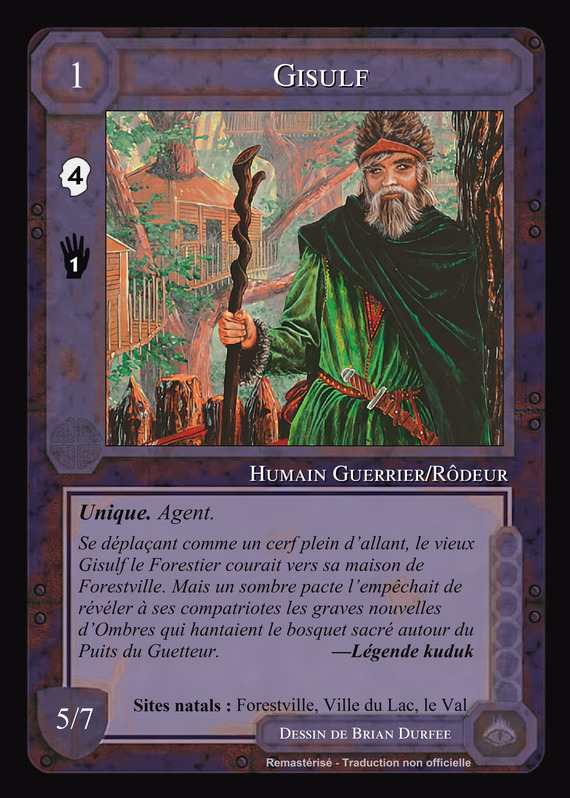 1
Gisulf
4
1
Humain Guerrier/Rôdeur
Unique. Agent.
Se déplaçant comme un cerf plein d’allant, le vieux
Gisulf le Forestier courait vers sa maison de
Forestville. Mais un sombre pacte l’empêchait de
révéler à ses compatriotes les graves nouvelles
d’Ombres qui hantaient le bosquet sacré autour du
Puits du Guetteur. —Légende kuduk
Sites natals : Forestville, Ville du Lac, le Val
5/7
Dessin de Brian Durfee
Remastérisé - Traduction non officielle